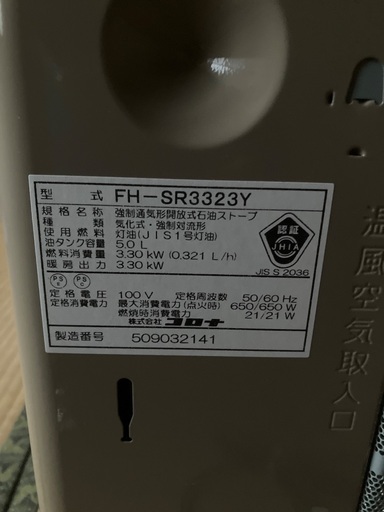 型式 FH-SR3323Y
規格名称 強制通気形開放式石油ストーブ
種類 気化式・強制対流形
使用燃料 灯油(JIS1号灯油)
油タンク容量 5.0 L
燃料消費量 3.30 kW (0.321 L/h)
暖房出力 3.30 kW
認証
JHIA
JIS S 2036
PS C
定格電圧 100 V 定格周波数 50/60 Hz
定格消費電力 最大消費電力(点火時) 650/650 W
燃焼時消費電力 21/21 W
株式会社 コロナ
製造番号 509032141
温風空気取入口